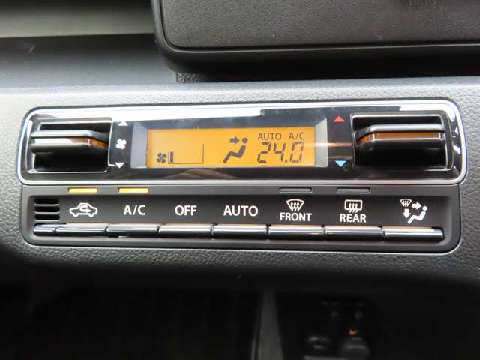 AUTO A/C
24.0
A/C OFF AUTO FRONT REAR